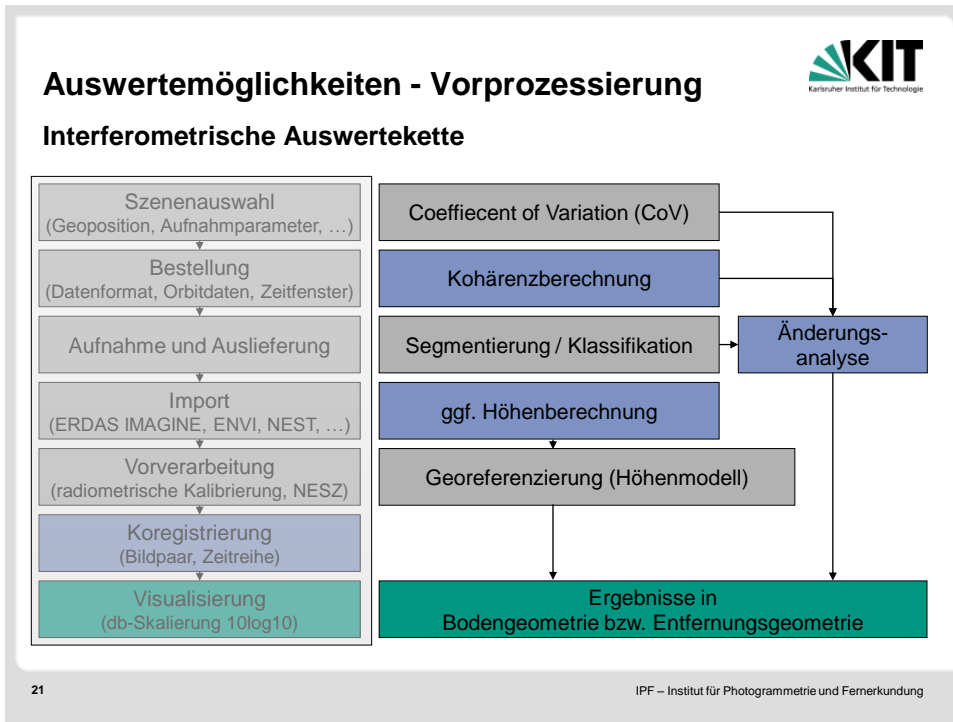 Auswertemöglichkeiten - Vorprozessierung
KIT
Karlsruher Institut für Technologie
Interferometrische Auswertekette
Szenenauswahl
(Geoposition, Aufnahmparameter, …)
Bestellung
(Datenformat, Orbitdaten, Zeitfenster)
Aufnahme und Auslieferung
Import
(ERDAS IMAGINE, ENVI, NEST, …)
Vorverarbeitung
(radiometrische Kalibrierung, NESZ)
Koregistrierung
(Bildpaar, Zeitreihe)
Visualisierung
(db-Skalierung 10log10)
Coeffiecent of Variation (CoV)
Kohärenzberechnung
Segmentierung / Klassifikation
Änderungs-
analyse
ggf. Höhenberechnung
Georeferenzierung (Höhenmodell)
Ergebnisse in
Bodengeometrie bzw. Entfernungsgeometrie
21
IPF – Institut für Photogrammetrie und Fernerkundung